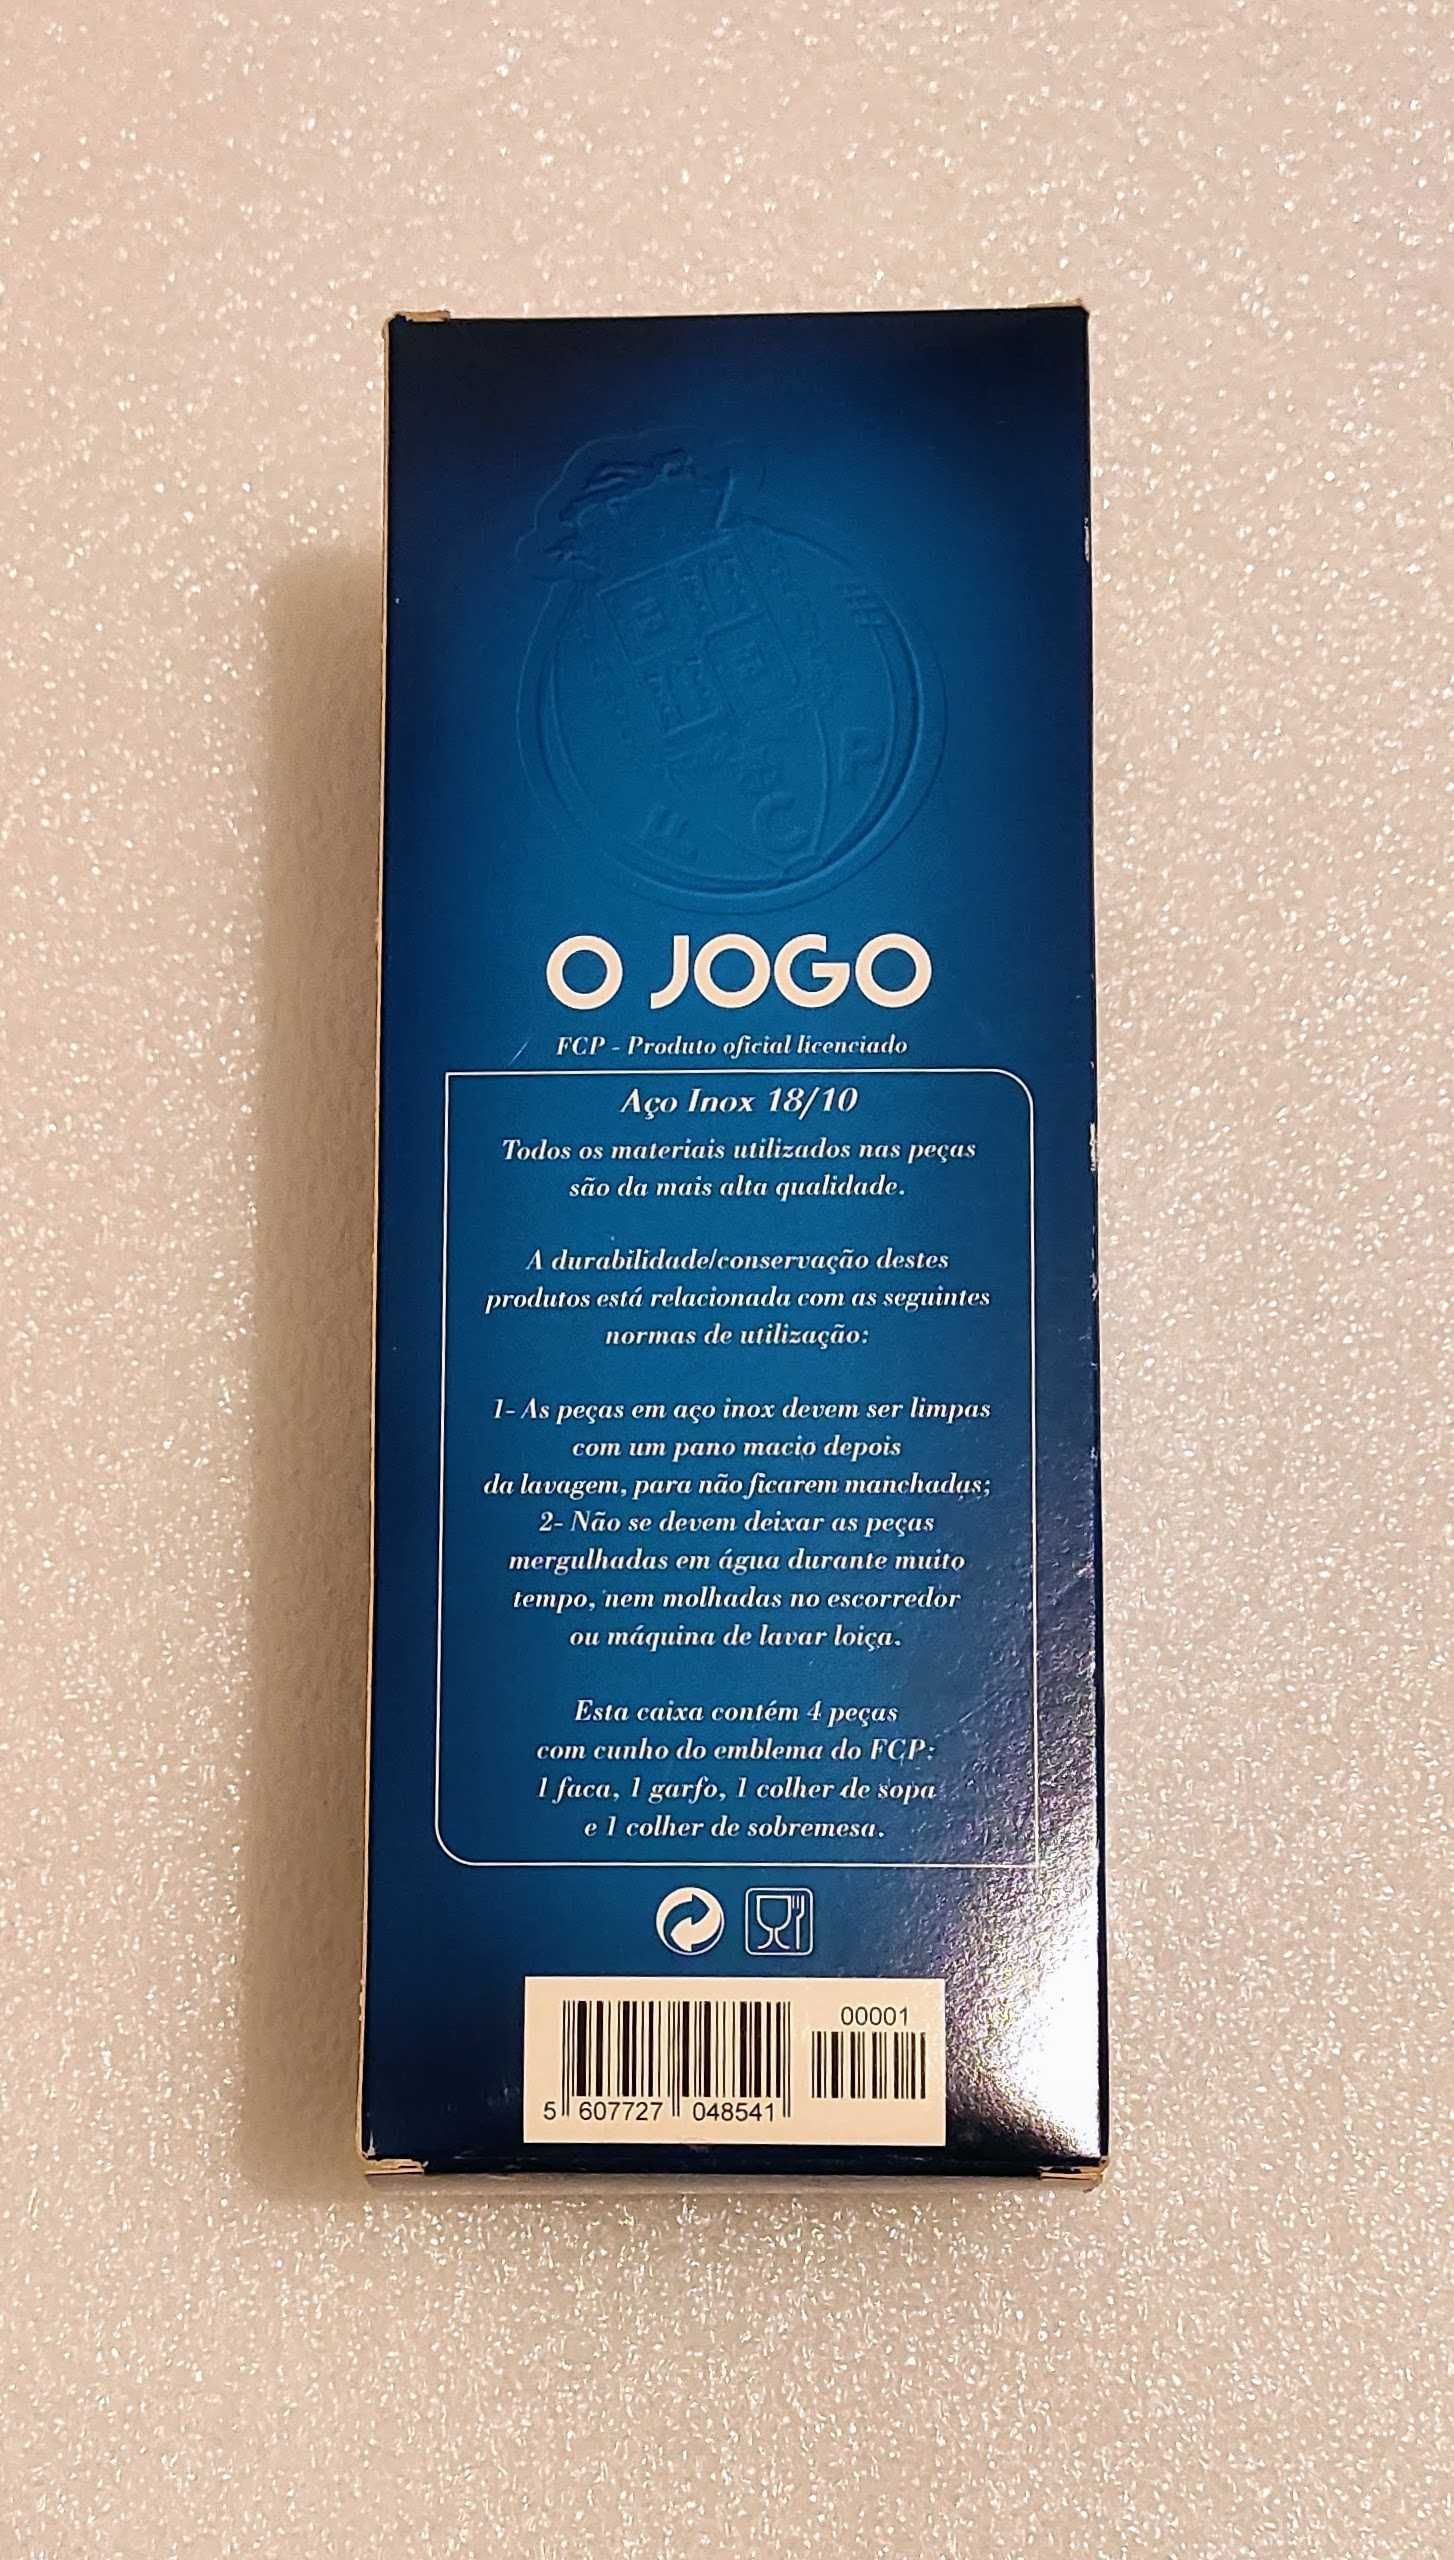 P
F
C
O JOGO
FCP - Produto oficial licenciado
Aço Inox 18/10
Todos os materiais utilizados nas peças
são da mais alta qualidade.
A durabilidade/conservação destes
produtos está relacionada com as seguintes
normas de utilização:
1- As peças em aço inox devem ser limpas
com um pano macio depois
da lavagem, para não ficarem manchadas;
2- Não se devem deixar as peças
mergulhadas em água durante muito
tempo, nem molhadas no escorredor
ou máquina de lavar loiça.
Esta caixa contém 4 peças
com cunho do emblema do FCP:
1 faca, 1 garfo, 1 colher de sopa
e 1 colher de sobremesa.
00001
5 607727 048541